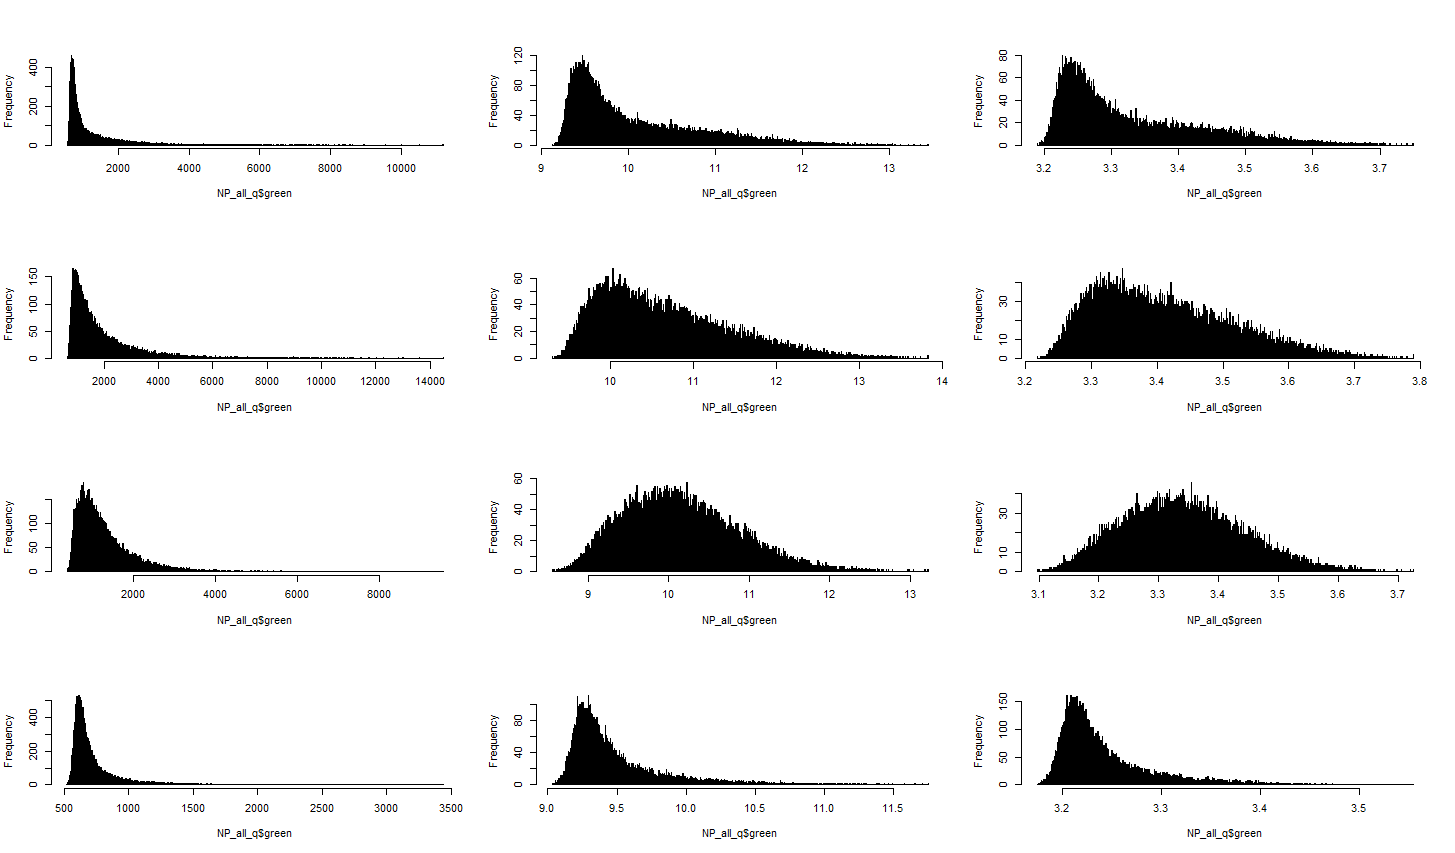 Frequency
0 200 400
2000 4000 6000 8000 10000
NP_all_q$green
Frequency
0 40 80 120
9 10 11 12 13
NP_all_q$green
Frequency
0 20 40 60 80
3.2 3.3 3.4 3.5 3.6 3.7
NP_all_q$green
Frequency
0 50 100 150
2000 4000 6000 8000 10000 12000 14000
NP_all_q$green
Frequency
0 20 40 60
10 11 12 13 14
NP_all_q$green
Frequency
0 10 30
3.2 3.3 3.4 3.5 3.6 3.7 3.8
NP_all_q$green
Frequency
0 50 100
2000 4000 6000 8000
NP_all_q$green
Frequency
0 20 40 60
9 10 11 12 13
NP_all_q$green
Frequency
0 10 30
3.1 3.2 3.3 3.4 3.5 3.6 3.7
NP_all_q$green
Frequency
0 200 400
500 1000 1500 2000 2500 3000 3500
NP_all_q$green
Frequency
0 40 80
9.0 9.5 10.0 10.5 11.0 11.5
NP_all_q$green
Frequency
0 50 100 150
3.2 3.3 3.4 3.5
NP_all_q$green